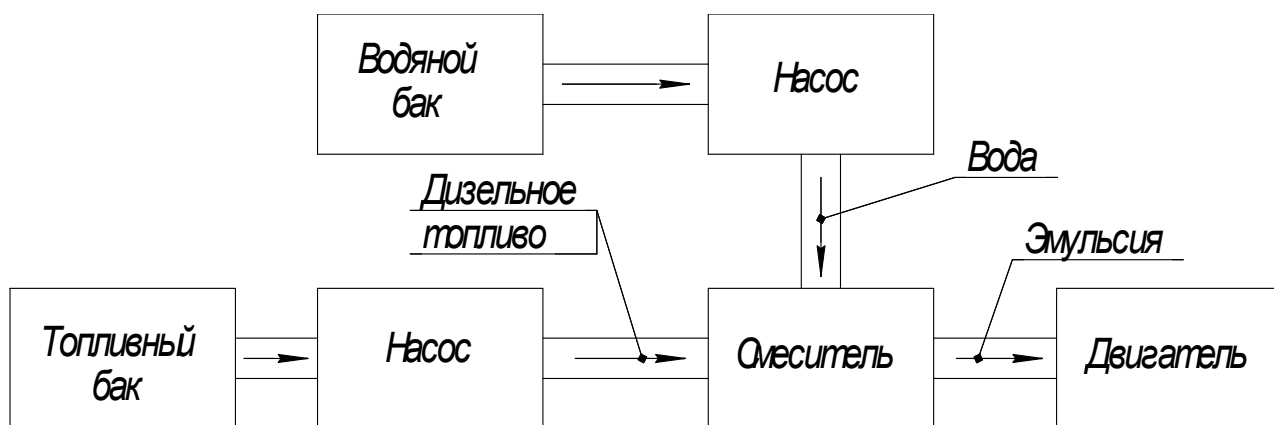 Водяной
бак
Насос
Вода
Дизельное
топливо
Эмульсия
Топливный
бак
Насос
Смеситель
Двигатель